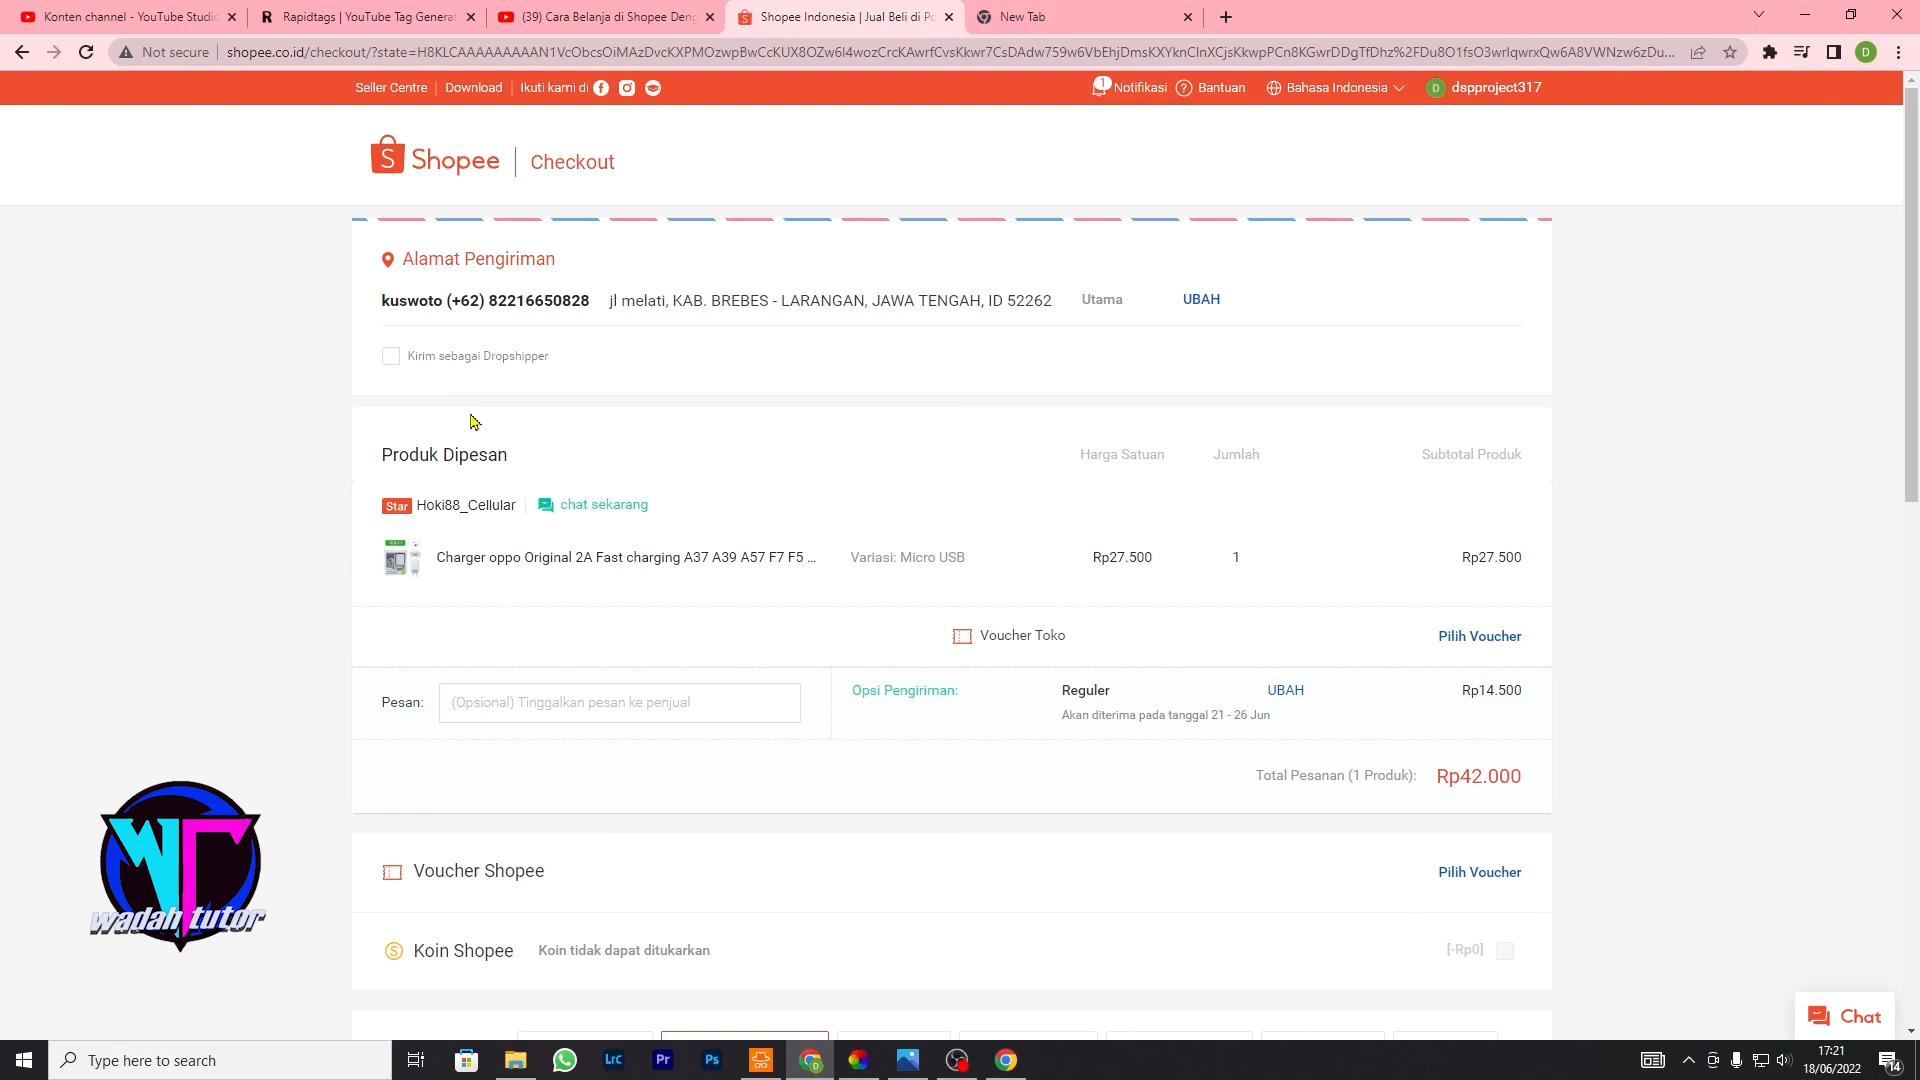 Konten channel - YouTube Studio
Rapidtags | YouTube Tag Generat
(39) Cara Belanja di Shopee Deng
Shopee Indonesia | Jual Beli di Po
New Tab
Not secure
shopee.co.id/checkout/?state=
Seller Centre
Download
Ikuti kami di
1
Notifikasi
Bantuan
Bahasa Indonesia
D
dspproject317
Shopee
Checkout
Alamat Pengiriman
kuswoto (+62) 82216650828
jl melati, KAB. BREBES - LARANGAN, JAWA TENGAH, ID 52262
Utama
UBAH
Kirim sebagai Dropshipper
Produk Dipesan
Harga Satuan
Jumlah
Subtotal Produk
Star
Hoki88_Cellular
chat sekarang
Charger oppo Original 2A Fast charging A37 A39 A57 F7 F5 ...
Variasi: Micro USB
Rp27.500
1
Rp27.500
Voucher Toko
Pilih Voucher
Pesan:
(Opsional) Tinggalkan pesan ke penjual
Opsi Pengiriman:
Reguler
UBAH
Rp14.500
Akan diterima pada tanggal 21 - 26 Jun
Total Pesanan (1 Produk):
Rp42.000
Voucher Shopee
Pilih Voucher
Koin Shopee
Koin tidak dapat ditukarkan
[-Rp0]
wadah tutor
Chat
Type here to search
Lrc
Pr
Ps
17:21
18/06/2022
14